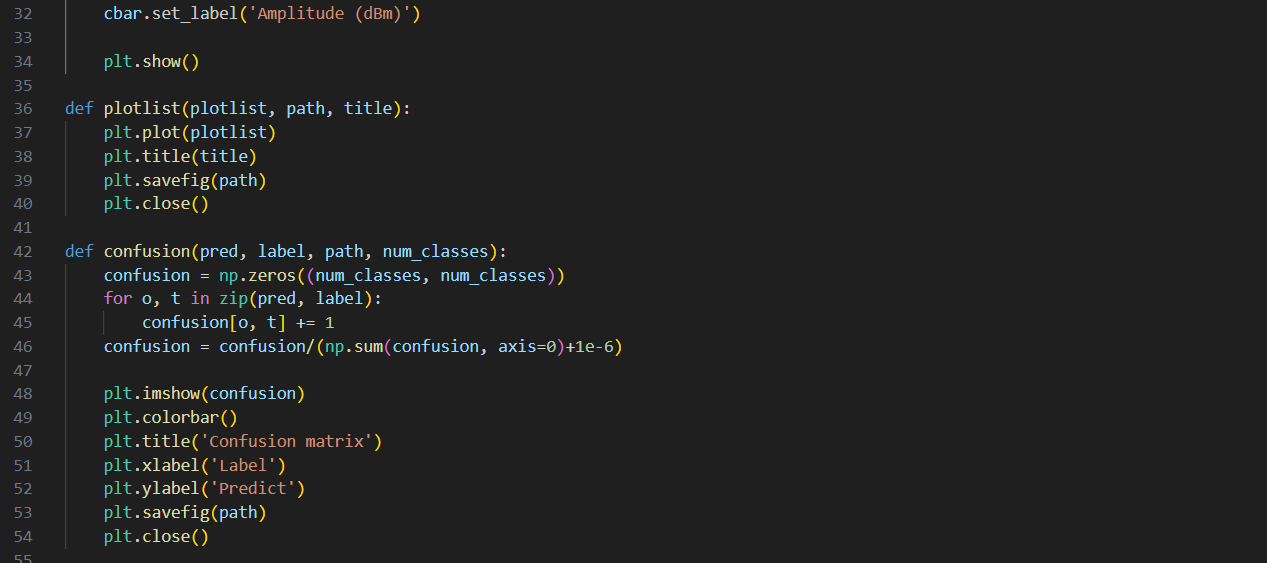 32 cbar.set_label('Amplitude (dBm)')
33
34 plt.show()
35
36 def plotlist(plotlist, path, title):
37 plt.plot(plotlist)
38 plt.title(title)
39 plt.savefig(path)
40 plt.close()
41
42 def confusion(pred, label, path, num_classes):
43 confusion = np.zeros((num_classes, num_classes))
44 for o, t in zip(pred, label):
45 confusion[o, t] += 1
46 confusion = confusion/(np.sum(confusion, axis=0)+1e-6)
47
48 plt.imshow(confusion)
49 plt.colorbar()
50 plt.title('Confusion matrix')
51 plt.xlabel('Label')
52 plt.ylabel('Predict')
53 plt.savefig(path)
54 plt.close()
55